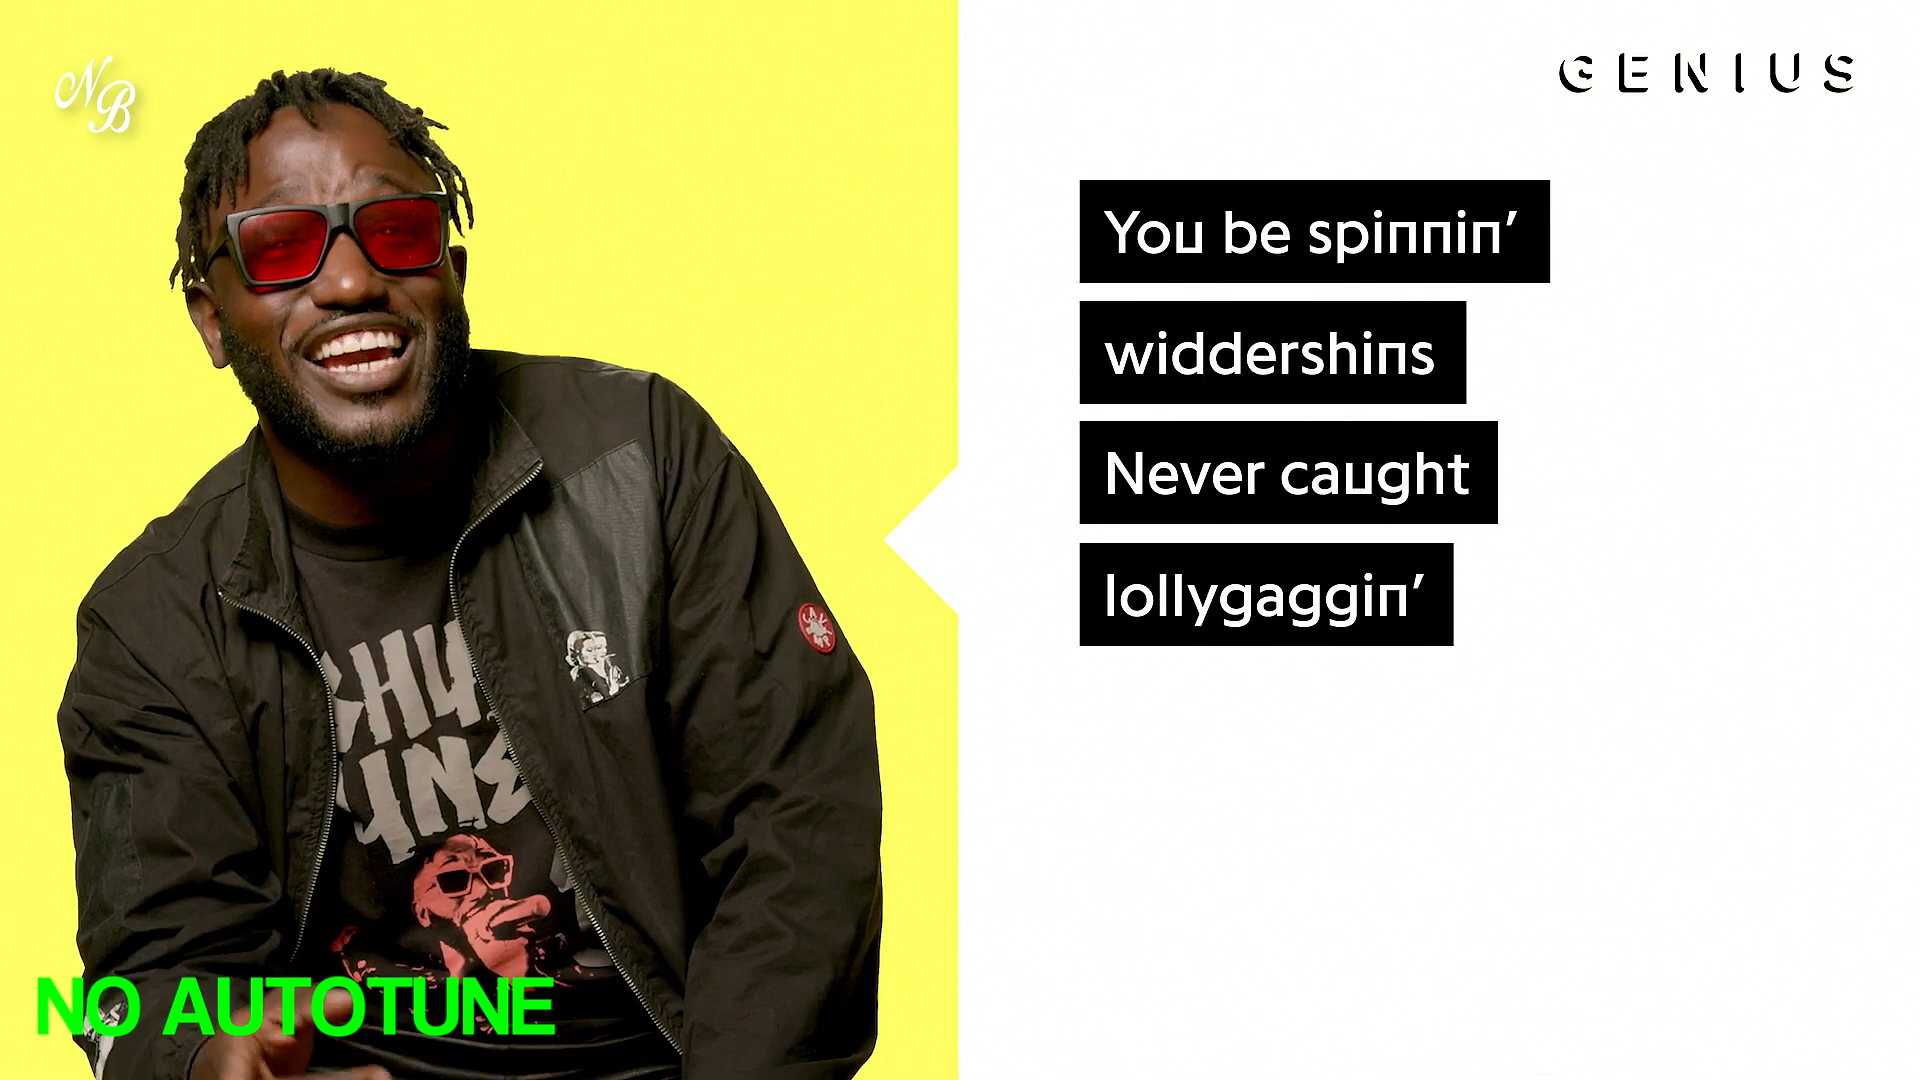 NB
GENIUS
You be spinnin’
widdershins
Never caught
lollygaggin’
NO AUTOTUNE